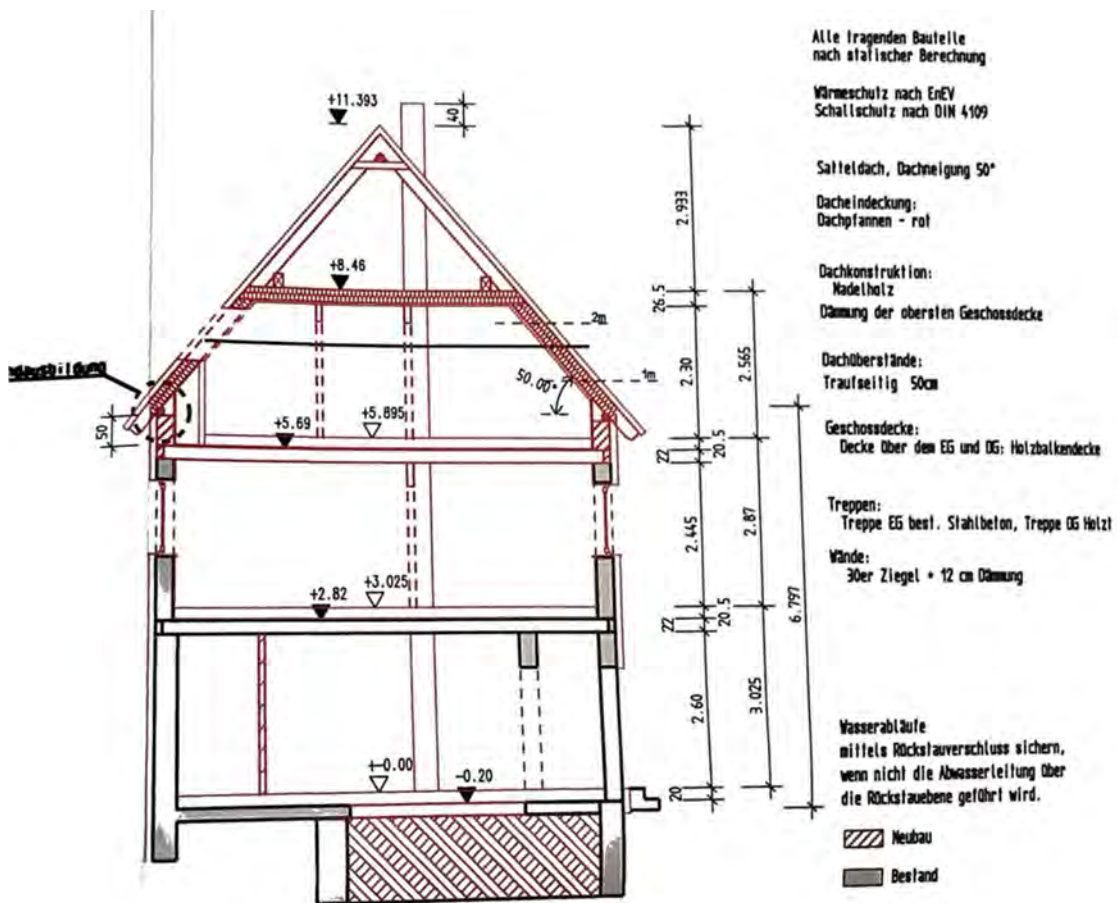 Alle tragenden Bauteile
nach statischer Berechnung
Wärmeschutz nach EnEV
Schallschutz nach DIN 4109
Satteldach, Dachneigung 50°
Dacheindeckung:
Dachpfannen - rot
Dachkonstruktion:
Nadelholz
Dämmung der obersten Geschossdecke
Dachüberstände:
Traufseitig 50cm
Geschossdecke:
Decke über dem EG und OG: Holzbalkendecke
Treppen:
Treppe EG best. Stahlbeton, Treppe OG Holzt
Wände:
30er Ziegel + 12 cm Dämmung
Wasserabläufe
mittels Rückstauverschluss sichern,
wenn nicht die Abwasserleitung über
die Rückstauebene geführt wird.
Neubau
Bestand
+11.393
40
2.933
+8.46
26.5
2m
2.30
2.565
50.00°
1m
50
+5.69
+5.895
20.5
22
2.445
2.87
+2.82
+3.025
20.5
22
6.797
2.60
3.025
+-0.00
-0.20
20